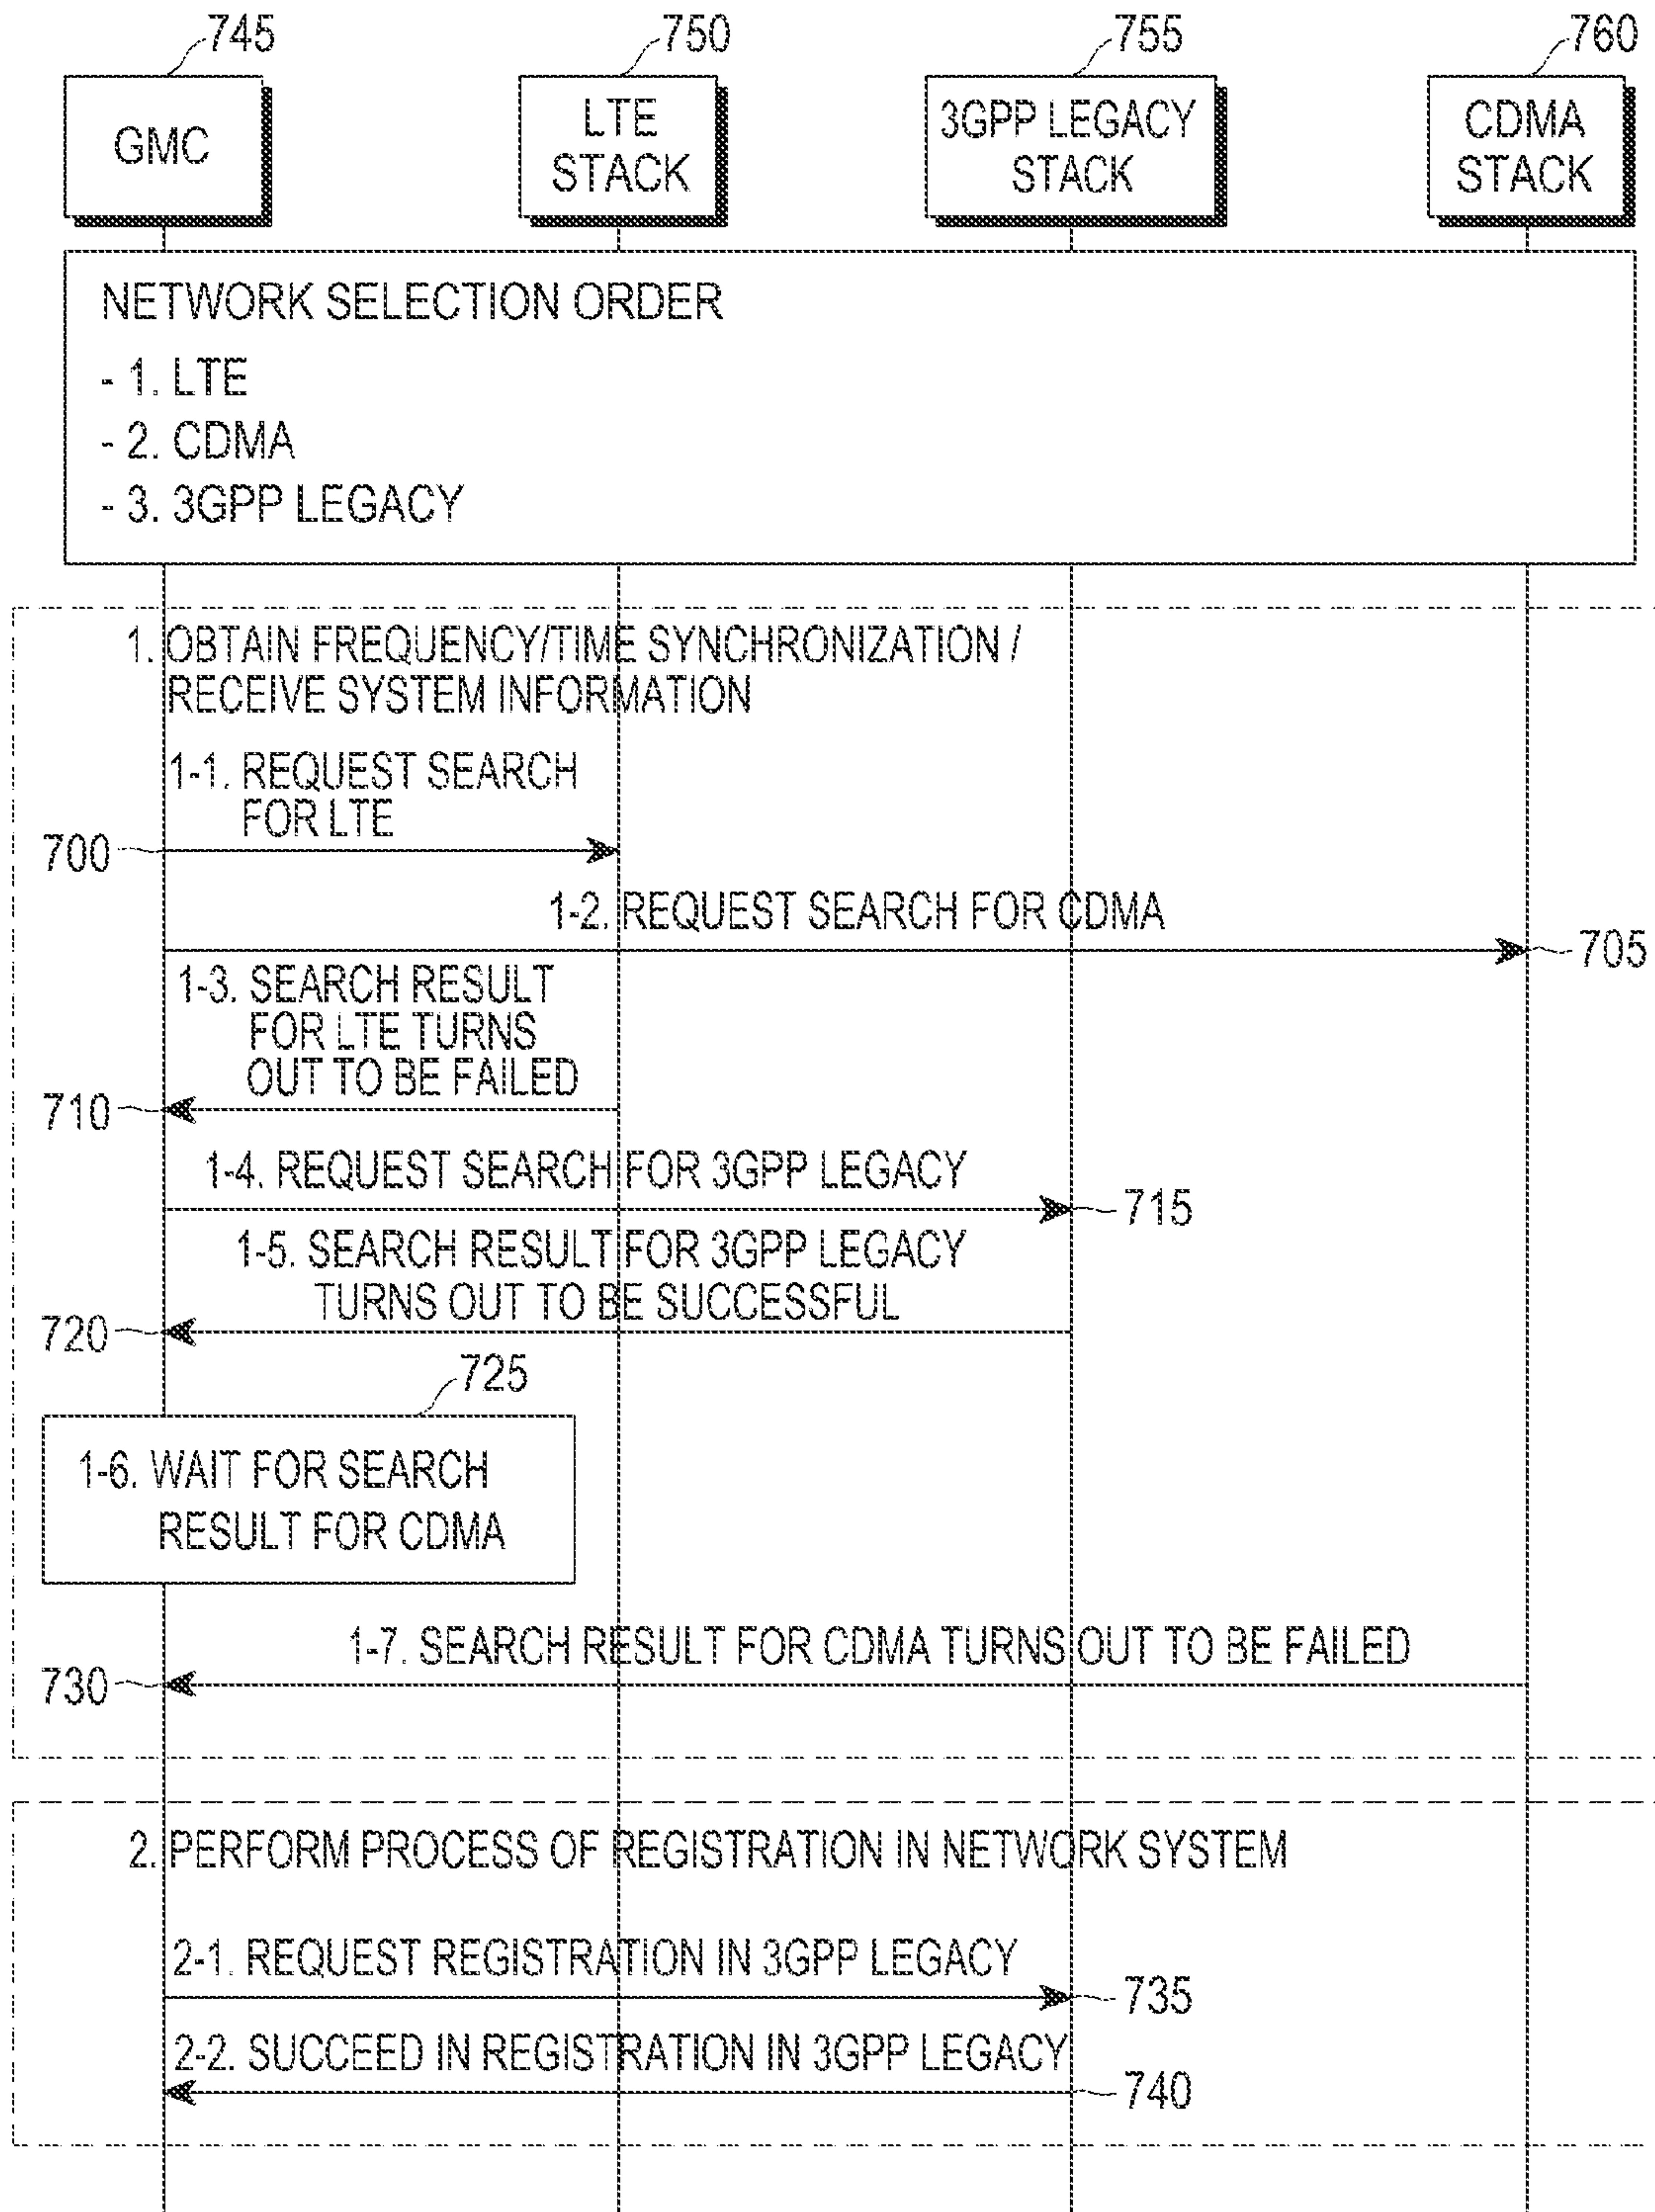 745
750
755
760
GMC
LTE
STACK
3GPP LEGACY
STACK
CDMA
STACK
NETWORK SELECTION ORDER
- 1. LTE
- 2. CDMA
- 3. 3GPP LEGACY
1. OBTAIN FREQUENCY/TIME SYNCHRONIZATION /
RECEIVE SYSTEM INFORMATION
1-1. REQUEST SEARCH
FOR LTE
700
1-2. REQUEST SEARCH FOR CDMA
705
1-3. SEARCH RESULT
FOR LTE TURNS
OUT TO BE FAILED
710
1-4. REQUEST SEARCH FOR 3GPP LEGACY
715
1-5. SEARCH RESULT FOR 3GPP LEGACY
TURNS OUT TO BE SUCCESSFUL
720
725
1-6. WAIT FOR SEARCH
RESULT FOR CDMA
1-7. SEARCH RESULT FOR CDMA TURNS OUT TO BE FAILED
730
2. PERFORM PROCESS OF REGISTRATION IN NETWORK SYSTEM
2-1. REQUEST REGISTRATION IN 3GPP LEGACY
735
2-2. SUCCEED IN REGISTRATION IN 3GPP LEGACY
740